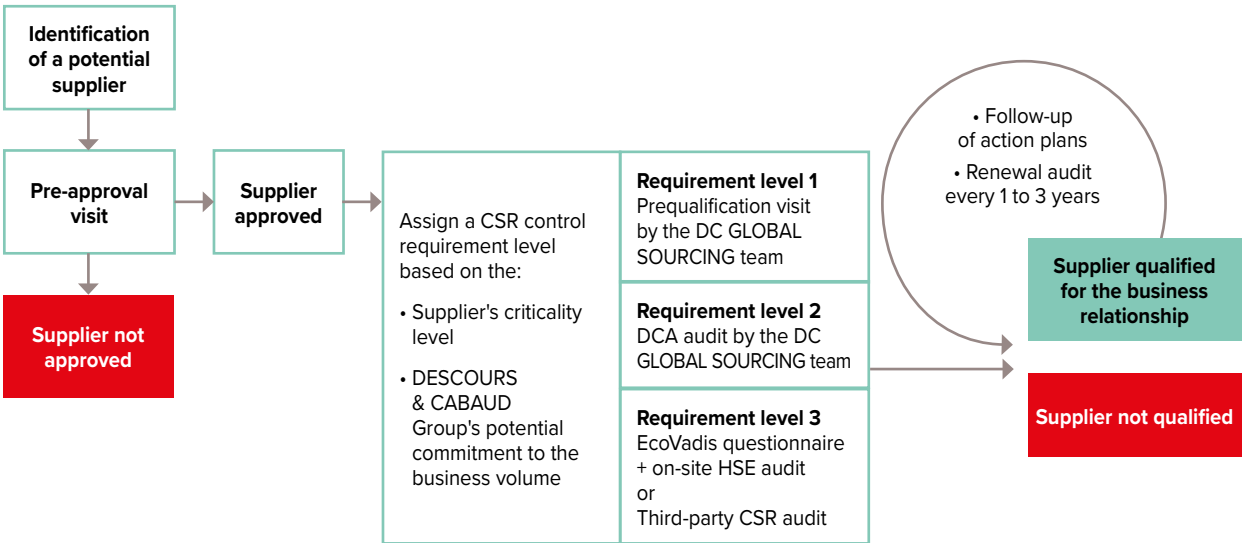 Identification
of a potential
supplier
Pre-approval
visit
Supplier not
approved
Supplier
approved
Assign a CSR control
requirement level
based on the:
• Supplier's criticality
level
• DESCOURS
& CABAUD
Group's potential
commitment to the
business volume
Requirement level 1
Prequalification visit
by the DC GLOBAL
SOURCING team
Requirement level 2
DCA audit by the DC
GLOBAL SOURCING team
Requirement level 3
EcoVadis questionnaire
+ on-site HSE audit
or
Third-party CSR audit
• Follow-up
of action plans
• Renewal audit
every 1 to 3 years
Supplier qualified
for the business
relationship
Supplier not qualified